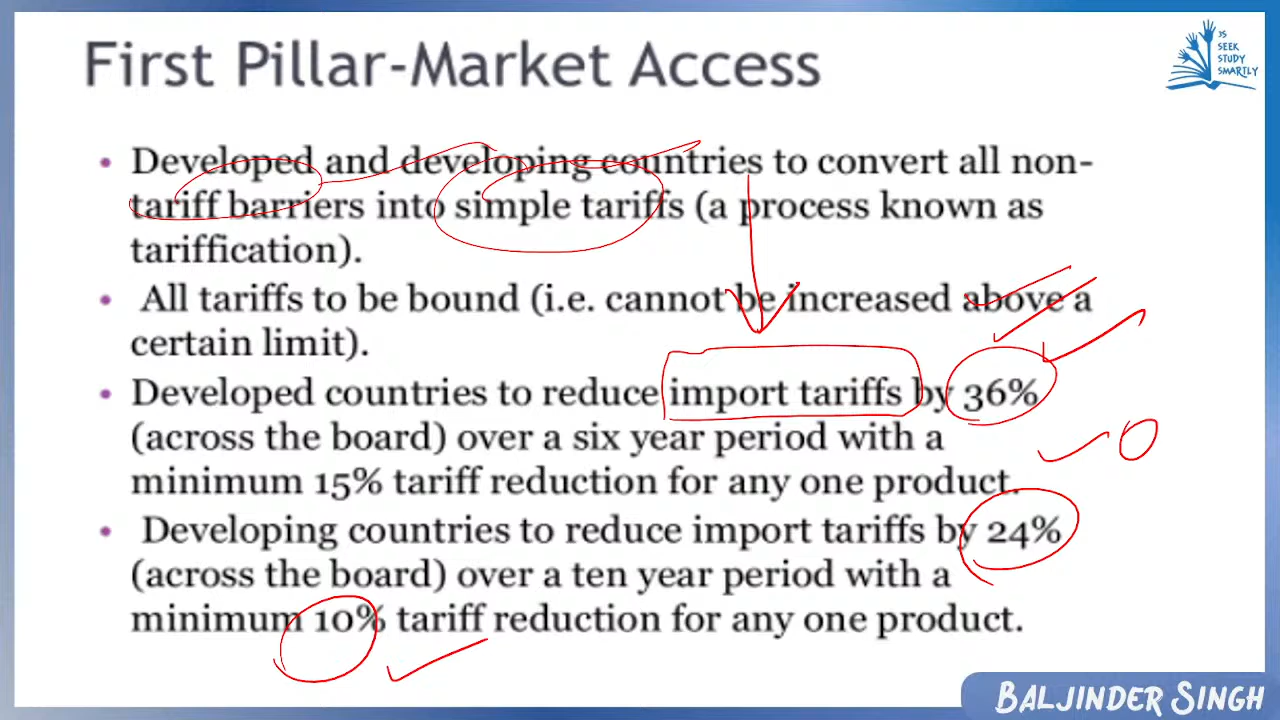 First Pillar-Market Access
JS
SEEK
STUDY
SMARTLY
• Developed and developing countries to convert all non-
tariff barriers into simple tariffs (a process known as
tariffication).
• All tariffs to be bound (i.e. cannot be increased above a
certain limit).
• Developed countries to reduce import tariffs by 36%
(across the board) over a six year period with a
minimum 15% tariff reduction for any one product.
• Developing countries to reduce import tariffs by 24%
(across the board) over a ten year period with a
minimum 10% tariff reduction for any one product.
BALJINDER SINGH